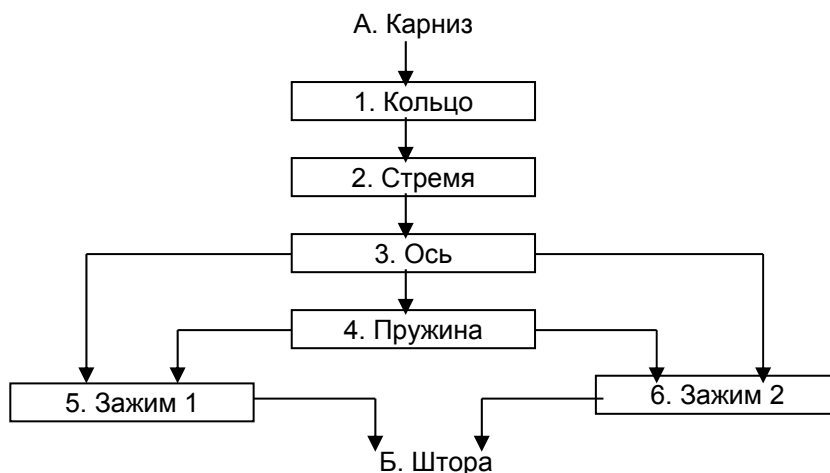 А. Карниз
1. Кольцо
2. Стремя
3. Ось
4. Пружина
5. Зажим 1
6. Зажим 2
Б. Штора